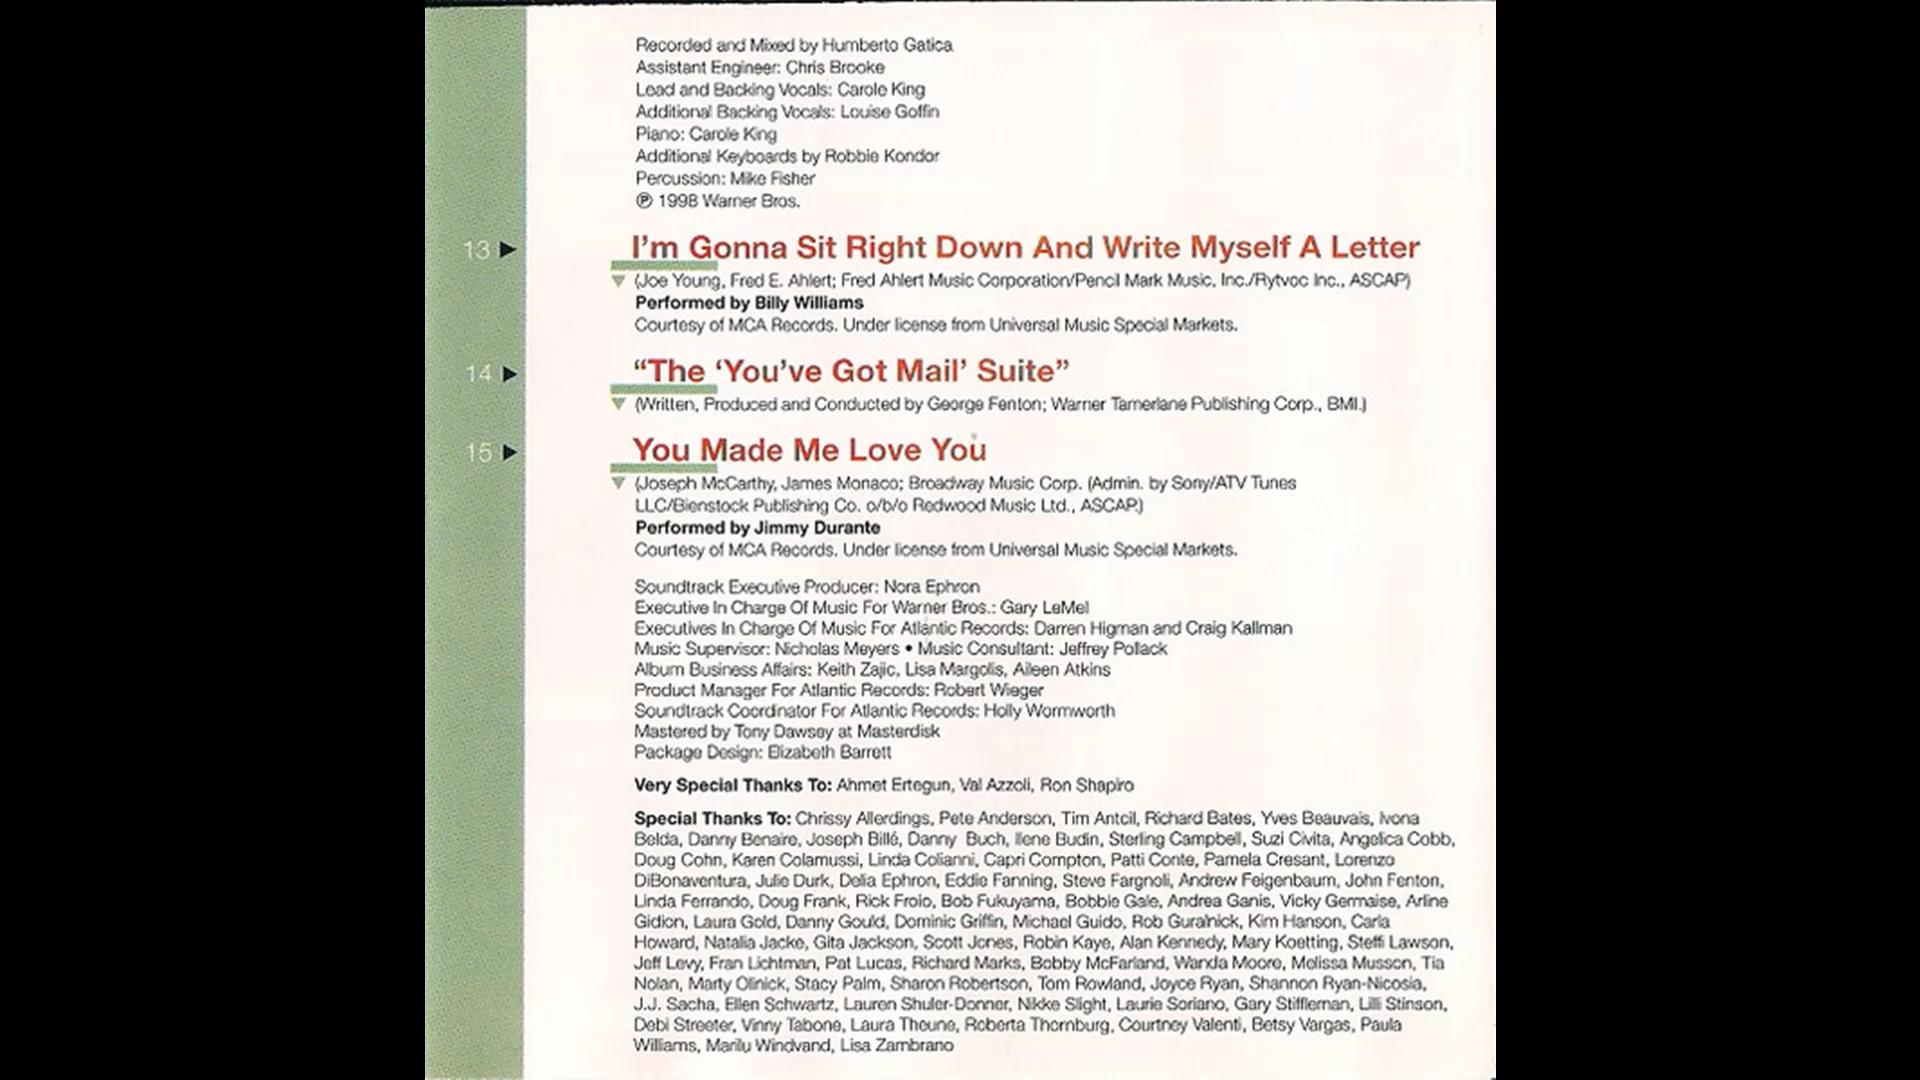 Recorded and Mixed by Humberto Gatica
Assistant Engineer: Chris Brooke
Lead and Backing Vocals: Carole King
Additional Backing Vocals: Louise Goffin
Piano: Carole King
Additional Keyboards by Robbie Kondor
Percussion: Mike Fisher
℗ 1998 Warner Bros.
13 ▶ I'm Gonna Sit Right Down And Write Myself A Letter
(Joe Young, Fred E. Ahlert; Fred Ahlert Music Corporation/Pencil Mark Music, Inc./Rytvoc Inc., ASCAP)
Performed by Billy Williams
Courtesy of MCA Records. Under license from Universal Music Special Markets.
14 ▶ “The ‘You’ve Got Mail’ Suite”
(Written, Produced and Conducted by George Fenton; Warner Tamerlane Publishing Corp., BMI.)
15 ▶ You Made Me Love You
(Joseph McCarthy, James Monaco; Broadway Music Corp. (Admin. by Sony/ATV Tunes
LLC/Bienstock Publishing Co. o/b/o Redwood Music Ltd., ASCAP.)
Performed by Jimmy Durante
Courtesy of MCA Records. Under license from Universal Music Special Markets.
Soundtrack Executive Producer: Nora Ephron
Executive In Charge Of Music For Warner Bros.: Gary LeMel
Executives In Charge Of Music For Atlantic Records: Darren Higman and Craig Kallman
Music Supervisor: Nicholas Meyers • Music Consultant: Jeffrey Pollack
Album Business Affairs: Keith Zajic, Lisa Margolis, Aileen Atkins
Product Manager For Atlantic Records: Robert Wieger
Soundtrack Coordinator For Atlantic Records: Holly Wormworth
Mastered by Tony Dawsey at Masterdisk
Package Design: Elizabeth Barrett
Very Special Thanks To: Ahmet Ertegun, Val Azzoli, Ron Shapiro
Special Thanks To: Chrissy Allerdings, Pete Anderson, Tim Antcil, Richard Bates, Yves Beauvais, Ivona
Belda, Danny Benaire, Joseph Billé, Danny Buch, Ilene Budin, Sterling Campbell, Suzi Civita, Angelica Cobb,
Doug Cohn, Karen Colamussi, Linda Colianni, Capri Compton, Patti Conte, Pamela Cresant, Lorenzo
DiBonaventura, Julie Durk, Delia Ephron, Eddie Fanning, Steve Fargnoli, Andrew Feigenbaum, John Fenton,
Linda Ferrando, Doug Frank, Rick Froio, Bob Fukuyama, Bobbie Gale, Andrea Ganis, Vicky Germaise, Arline
Gidion, Laura Gold, Danny Gould, Dominic Griffin, Michael Guido, Rob Guralnick, Kim Hanson, Carla
Howard, Natalia Jacke, Gita Jackson, Scott Jones, Robin Kaye, Alan Kennedy, Mary Koetting, Steffi Lawson,
Jeff Levy, Fran Lichtman, Pat Lucas, Richard Marks, Bobby McFarland, Wanda Moore, Melissa Musson, Tia
Nolan, Marty Olinick, Stacy Palm, Sharon Robertson, Tom Rowland, Joyce Ryan, Shannon Ryan-Nicosia,
J.J. Sacha, Ellen Schwartz, Lauren Shuler-Donner, Nikke Slight, Laurie Soriano, Gary Stiffleman, Lilli Stinson,
Debi Streeter, Vinny Tabone, Laura Theune, Roberta Thornburg, Courtney Valenti, Betsy Vargas, Paula
Williams, Marilu Windvand, Lisa Zambrano